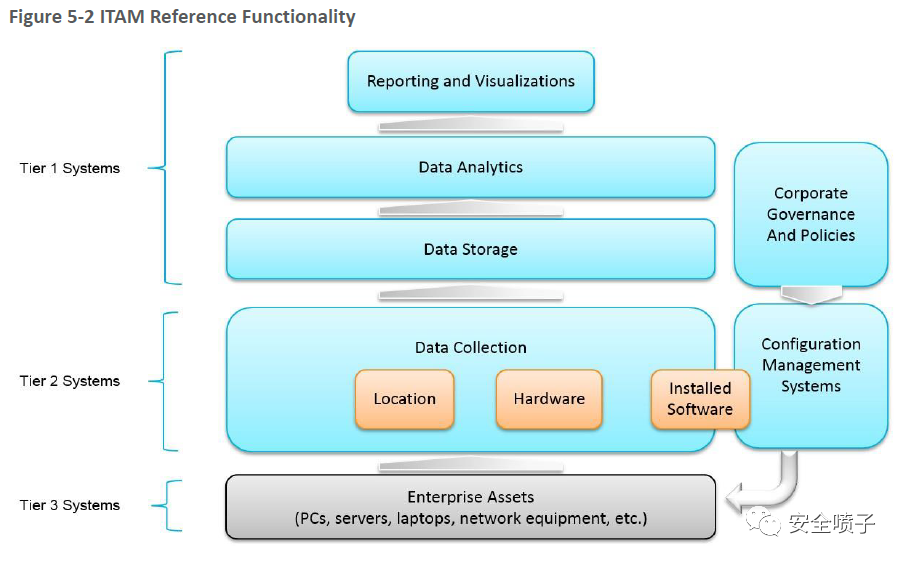 Figure 5-2 ITAM Reference Functionality
Reporting and Visualizations
Tier 1 Systems
Data Analytics
Data Storage
Corporate
Governance
And Policies
Tier 2 Systems
Data Collection
Location
Hardware
Installed
Software
Configuration
Management
Systems
Tier 3 Systems
Enterprise Assets
(PCs, servers, laptops, network equipment, etc.)
安全喷子